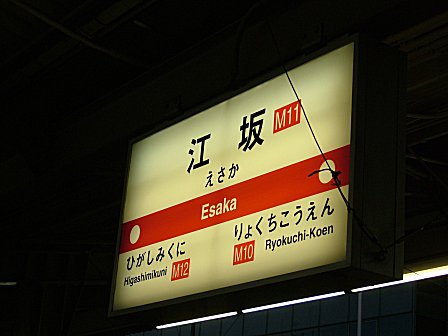 江坂 M11
えさか
Esaka
ひがしみくに
Higashimikuni M12
りょくちこうえん
M10 Ryokuchi-Koen